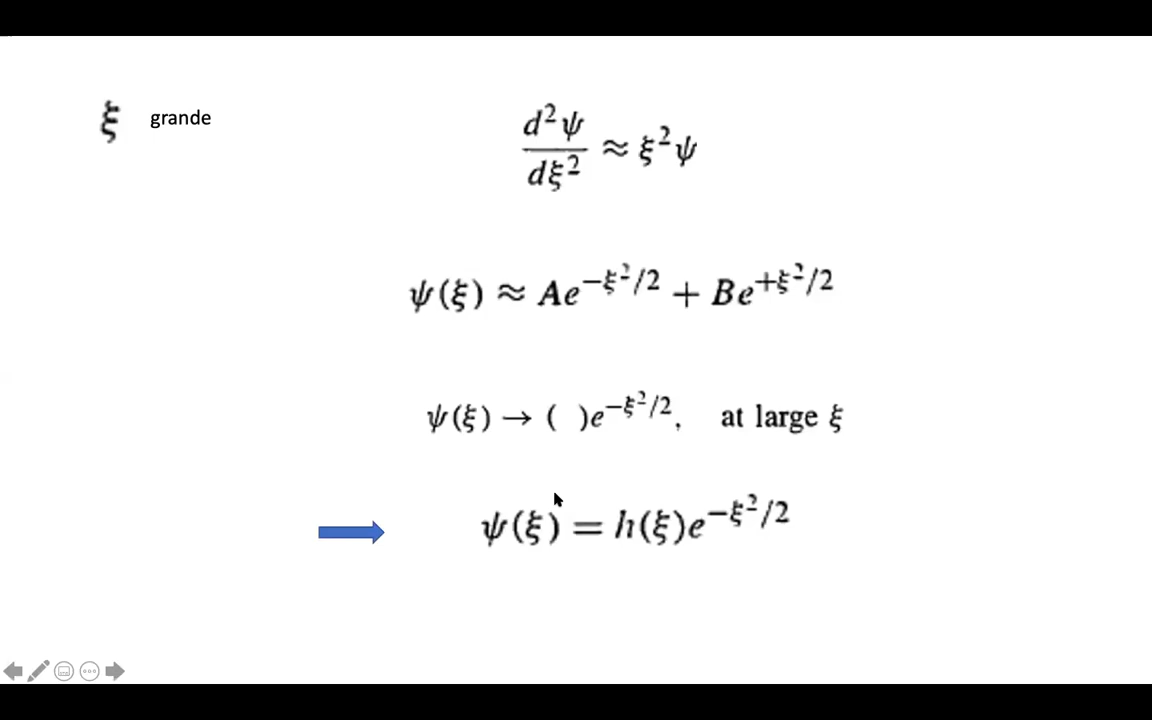 ξ grande
d²ψ/dξ² ≈ ξ²ψ
ψ(ξ) ≈ Ae^{−ξ²/2} + Be^{+ξ²/2}
ψ(ξ) → ( )e^{−ξ²/2}, at large ξ
ψ(ξ) = h(ξ)e^{−ξ²/2}